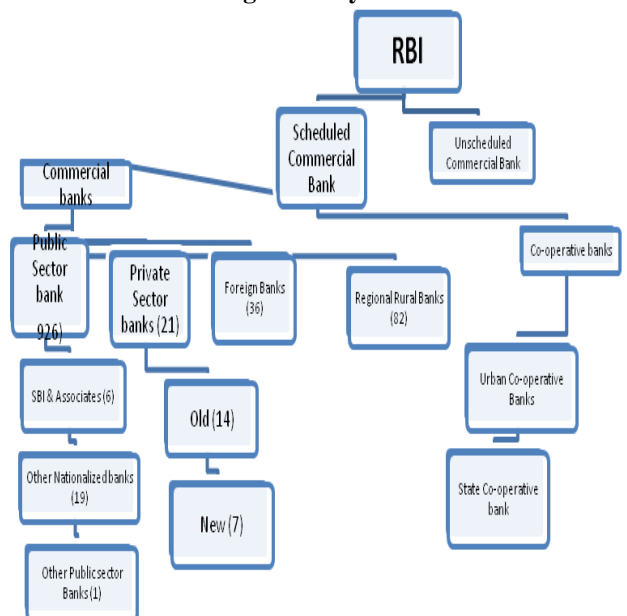 RBI
Scheduled
Commercial
Bank
Unscheduled
Commercial Bank
Commercial
banks
Co-operative banks
Public
Sector
bank
926)
Private
Sector
banks (21)
Foreign Banks
(36)
Regional Rural Banks
(82)
SBI & Associates (6)
Old (14)
Urban Co-operative
Banks
Other Nationalized banks
(19)
New (7)
State Co-operative
bank
Other Public sector
Banks (1)